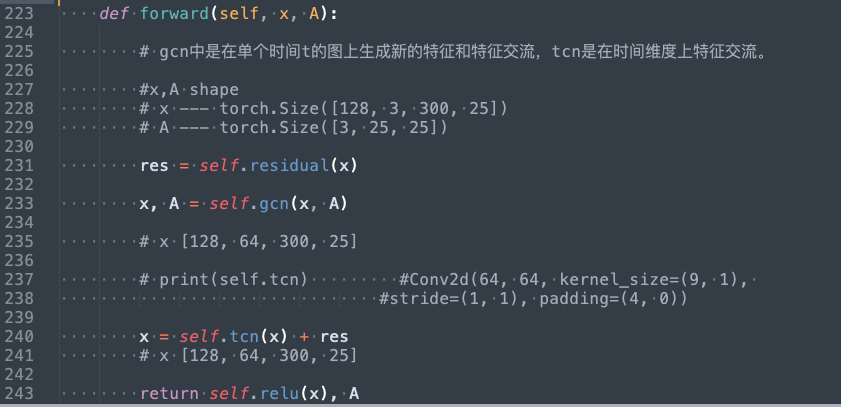 223 def forward(self, x, A):
224
225 # gcn中是在单个时间t的图上生成新的特征和特征交流，tcn是在时间维度上特征交流。
226
227 #x,A shape
228 # x --- torch.Size([128, 3, 300, 25])
229 # A --- torch.Size([3, 25, 25])
230
231 res = self.residual(x)
232
233 x, A = self.gcn(x, A)
234
235 # x [128, 64, 300, 25]
236
237 # print(self.tcn) #Conv2d(64, 64, kernel_size=(9, 1),
238 #stride=(1, 1), padding=(4, 0))
239
240 x = self.tcn(x) + res
241 # x [128, 64, 300, 25]
242
243 return self.relu(x), A